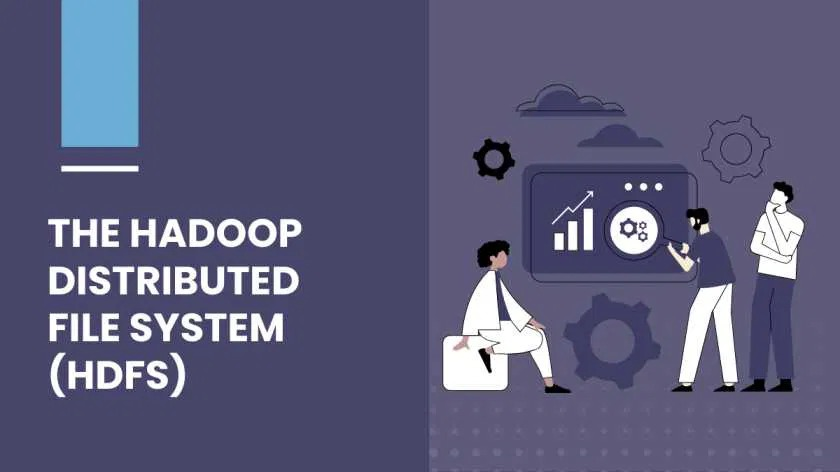 THE HADOOP
DISTRIBUTED
FILE SYSTEM
(HDFS)